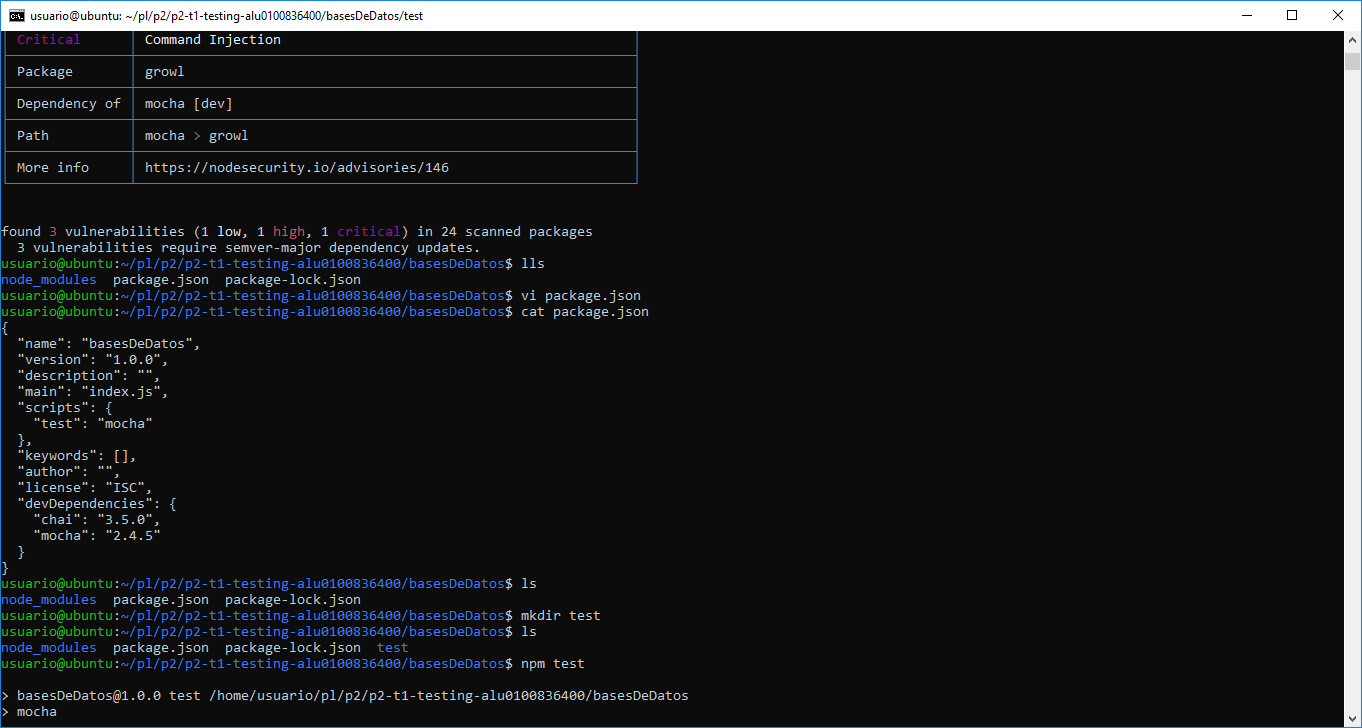 usuario@ubuntu: ~/pl/p2/p2-t1-testing-alu0100836400/basesDeDatos/test
Critical Command Injection
Package growl
Dependency of mocha [dev]
Path mocha > growl
More info https://nodesecurity.io/advisories/146
found 3 vulnerabilities (1 low, 1 high, 1 critical) in 24 scanned packages
  3 vulnerabilities require semver-major dependency updates.
usuario@ubuntu:~/pl/p2/p2-t1-testing-alu0100836400/basesDeDatos$ lls
node_modules  package.json  package-lock.json
usuario@ubuntu:~/pl/p2/p2-t1-testing-alu0100836400/basesDeDatos$ vi package.json
usuario@ubuntu:~/pl/p2/p2-t1-testing-alu0100836400/basesDeDatos$ cat package.json
{
  "name": "basesDeDatos",
  "version": "1.0.0",
  "description": "",
  "main": "index.js",
  "scripts": {
    "test": "mocha"
  },
  "keywords": [],
  "author": "",
  "license": "ISC",
  "devDependencies": {
    "chai": "3.5.0",
    "mocha": "2.4.5"
  }
}
usuario@ubuntu:~/pl/p2/p2-t1-testing-alu0100836400/basesDeDatos$ ls
node_modules  package.json  package-lock.json
usuario@ubuntu:~/pl/p2/p2-t1-testing-alu0100836400/basesDeDatos$ mkdir test
usuario@ubuntu:~/pl/p2/p2-t1-testing-alu0100836400/basesDeDatos$ ls
node_modules  package.json  package-lock.json  test
usuario@ubuntu:~/pl/p2/p2-t1-testing-alu0100836400/basesDeDatos$ npm test
> basesDeDatos@1.0.0 test /home/usuario/pl/p2/p2-t1-testing-alu0100836400/basesDeDatos
> mocha